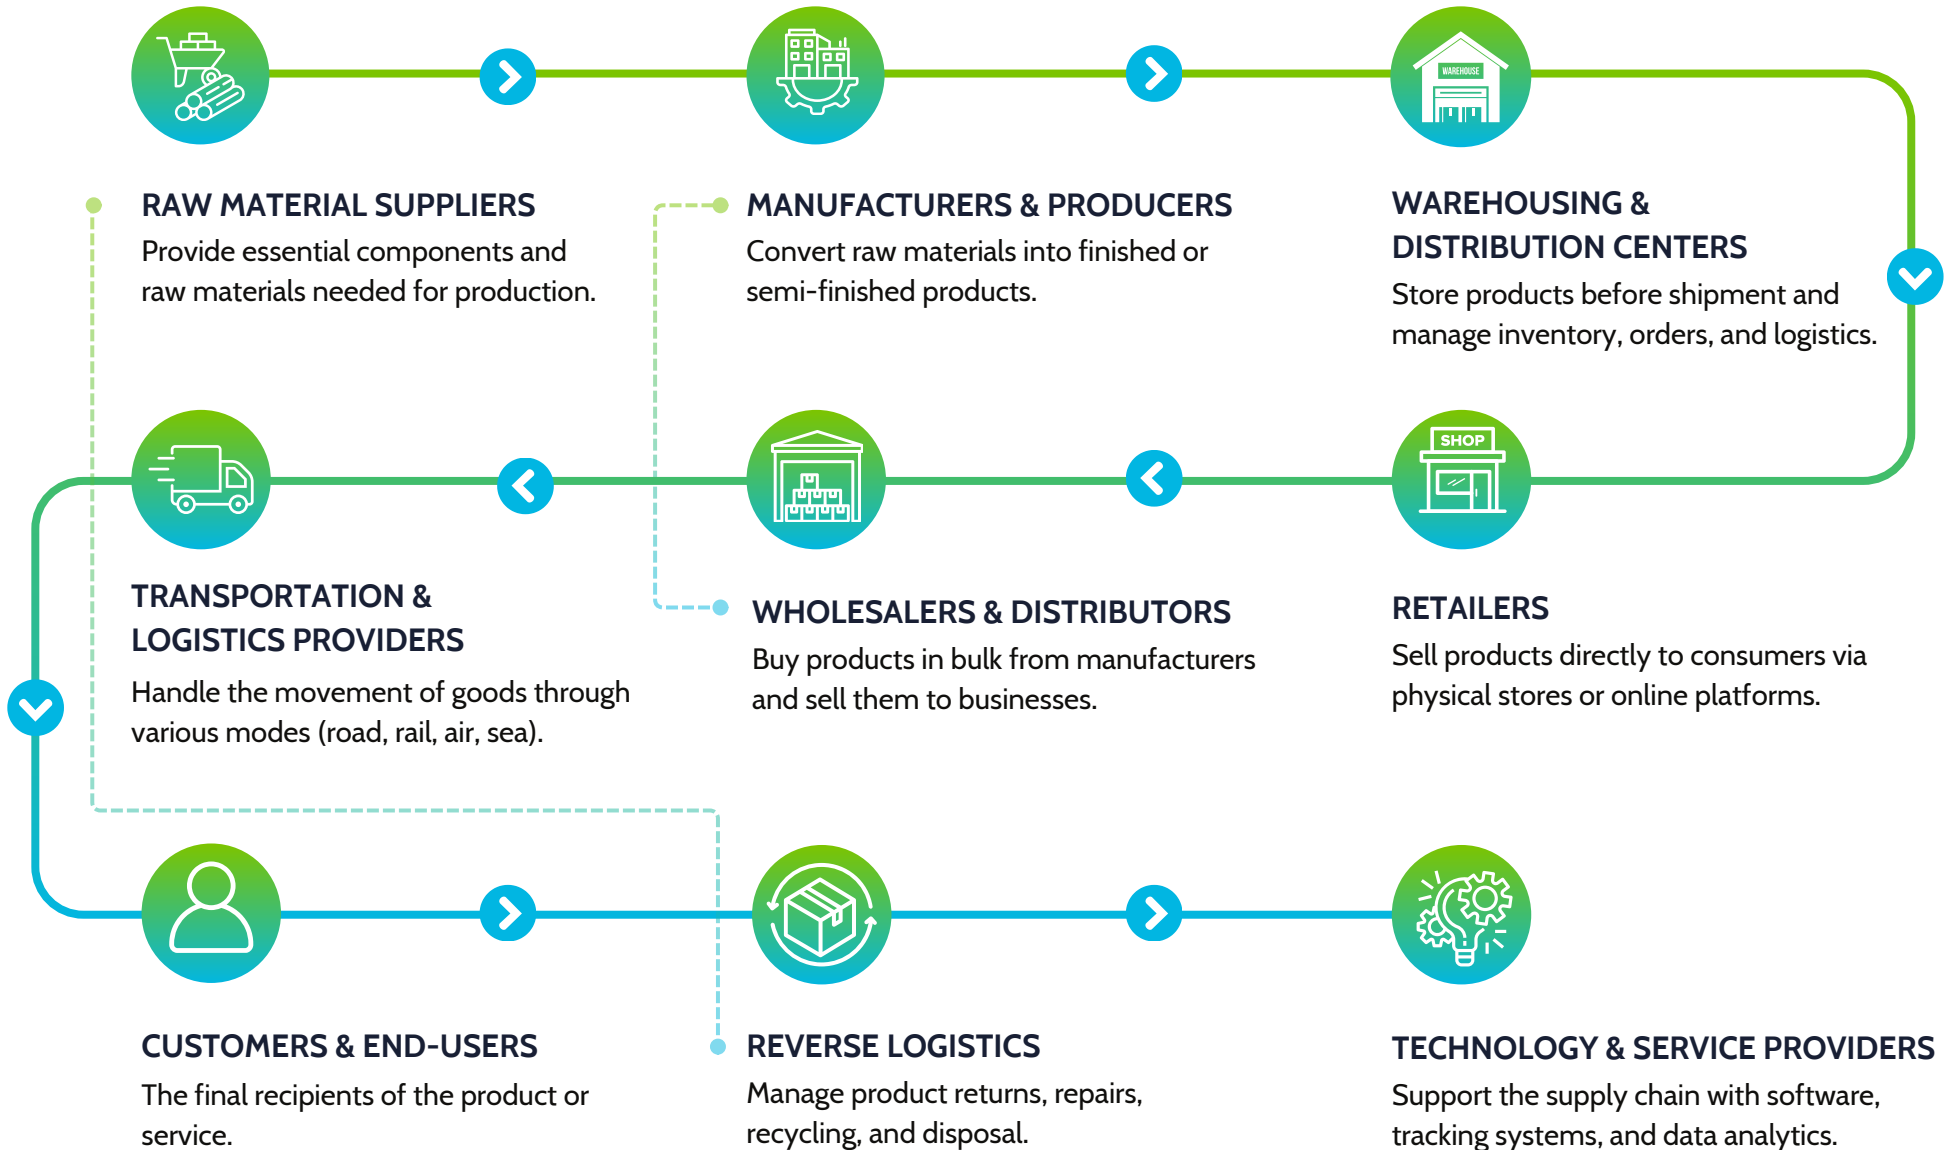 WAREHOUSE
RAW MATERIAL SUPPLIERS
Provide essential components and
raw materials needed for production.
MANUFACTURERS & PRODUCERS
Convert raw materials into finished or
semi-finished products.
WAREHOUSING &
DISTRIBUTION CENTERS
Store products before shipment and
manage inventory, orders, and logistics.
SHOP
TRANSPORTATION &
LOGISTICS PROVIDERS
Handle the movement of goods through
various modes (road, rail, air, sea).
WHOLESALERS & DISTRIBUTORS
Buy products in bulk from manufacturers
and sell them to businesses.
RETAILERS
Sell products directly to consumers via
physical stores or online platforms.
CUSTOMERS & END-USERS
The final recipients of the product or
service.
REVERSE LOGISTICS
Manage product returns, repairs,
recycling, and disposal.
TECHNOLOGY & SERVICE PROVIDERS
Support the supply chain with software,
tracking systems, and data analytics.